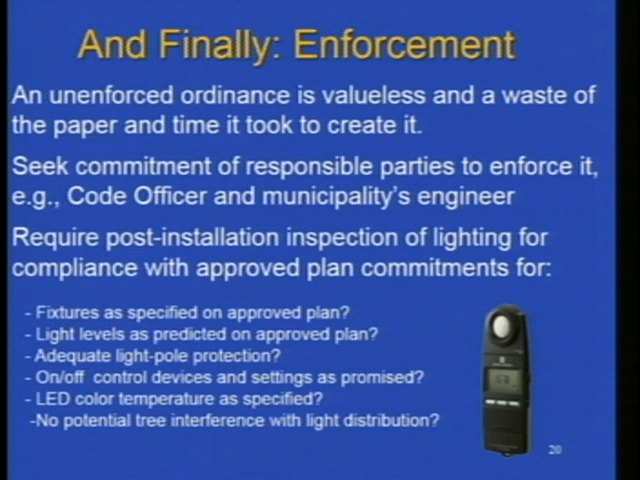 And Finally: Enforcement
An unenforced ordinance is valueless and a waste of
the paper and time it took to create it.
Seek commitment of responsible parties to enforce it,
e.g., Code Officer and municipality's engineer
Require post-installation inspection of lighting for
compliance with approved plan commitments for:
- Fixtures as specified on approved plan?
- Light levels as predicted on approved plan?
- Adequate light-pole protection?
- On/off control devices and settings as promised?
- LED color temperature as specified?
-No potential tree interference with light distribution?
20